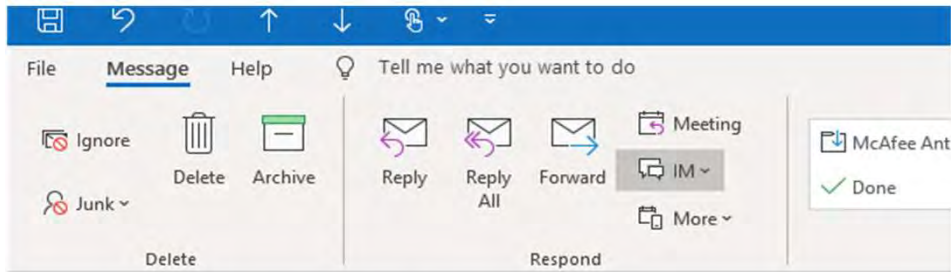 File Message Help Tell me what you want to do
Ignore
Junk
Delete
Archive
Delete
Reply
Reply
All
Forward
Meeting
IM
More
Respond
McAfee Ant
Done